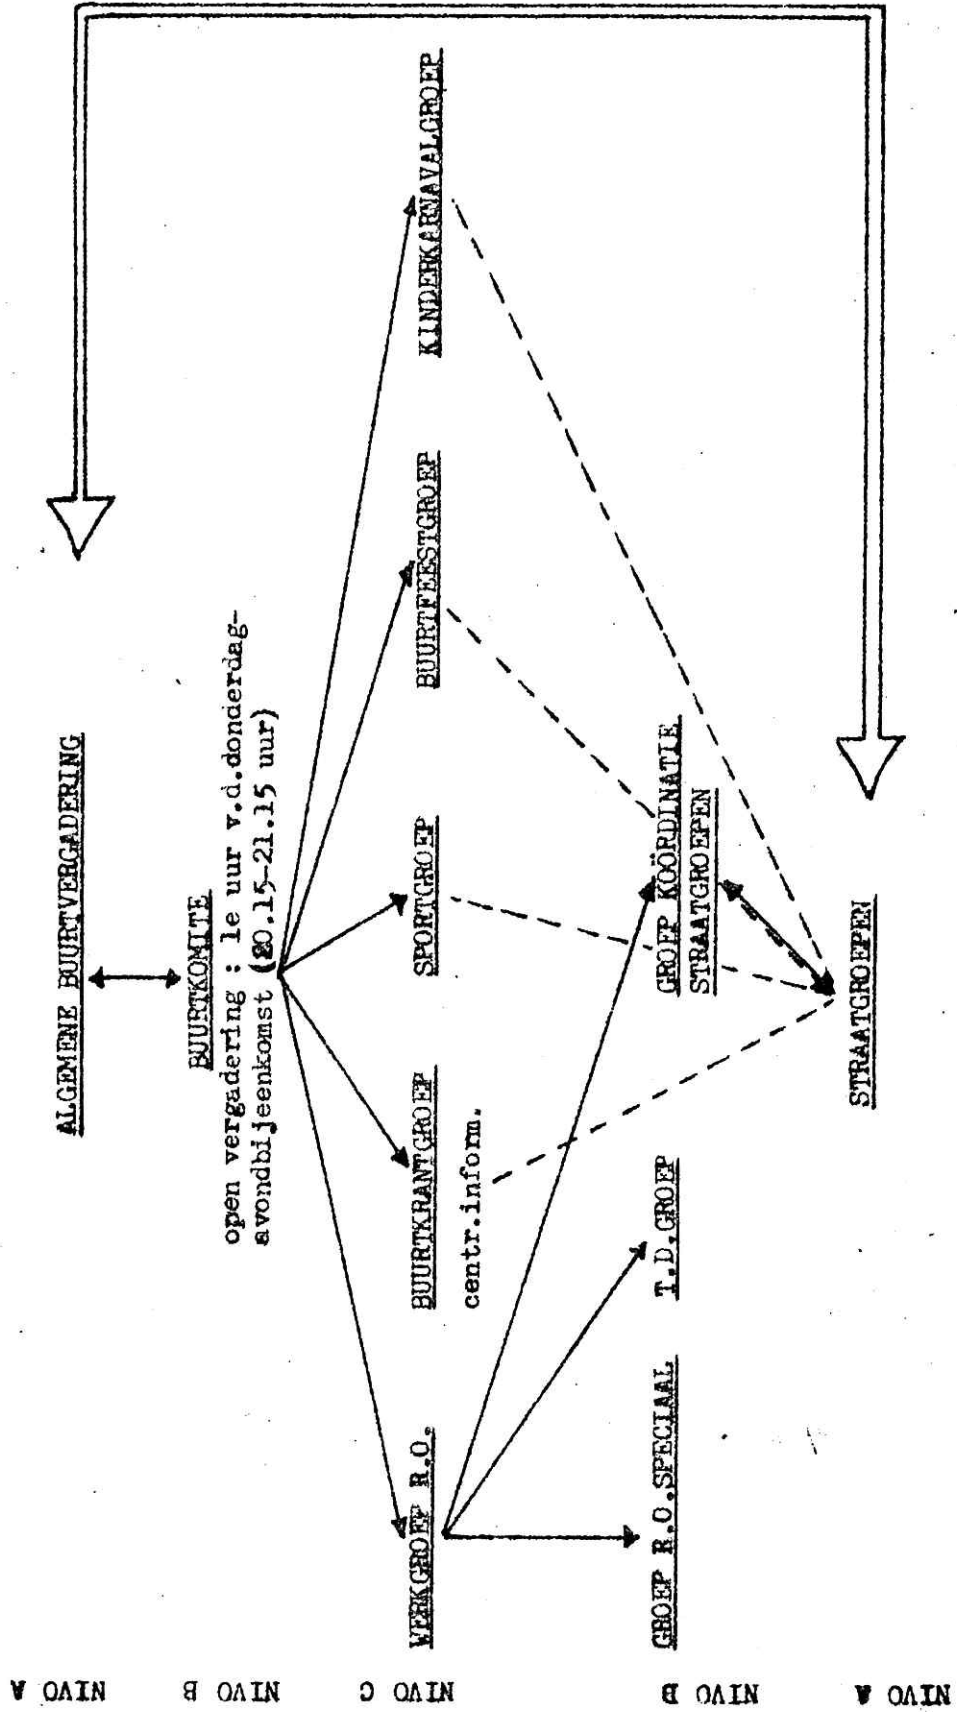 NIVO A
ALGEMENE BUURTVERGADERING
NIVO B
BUURTKOMITE
open vergadering : 1e uur v.d.donderdag-
avondbijeenkomst (20.15-21.15 uur)
NIVO C
WERKGROEP R.O.
BUURTKRANTGROEP
centr.inform.
SPORTGROEP
BUURTFEESTGROEP
KINDERKARNAVALGROEP
NIVO D
GROEP R.O.SPECIAAL
T.D.GROEP
GROEP KOÖRDINATIE
STRAATGROEPEN
NIVO A
STRAATGROEPEN